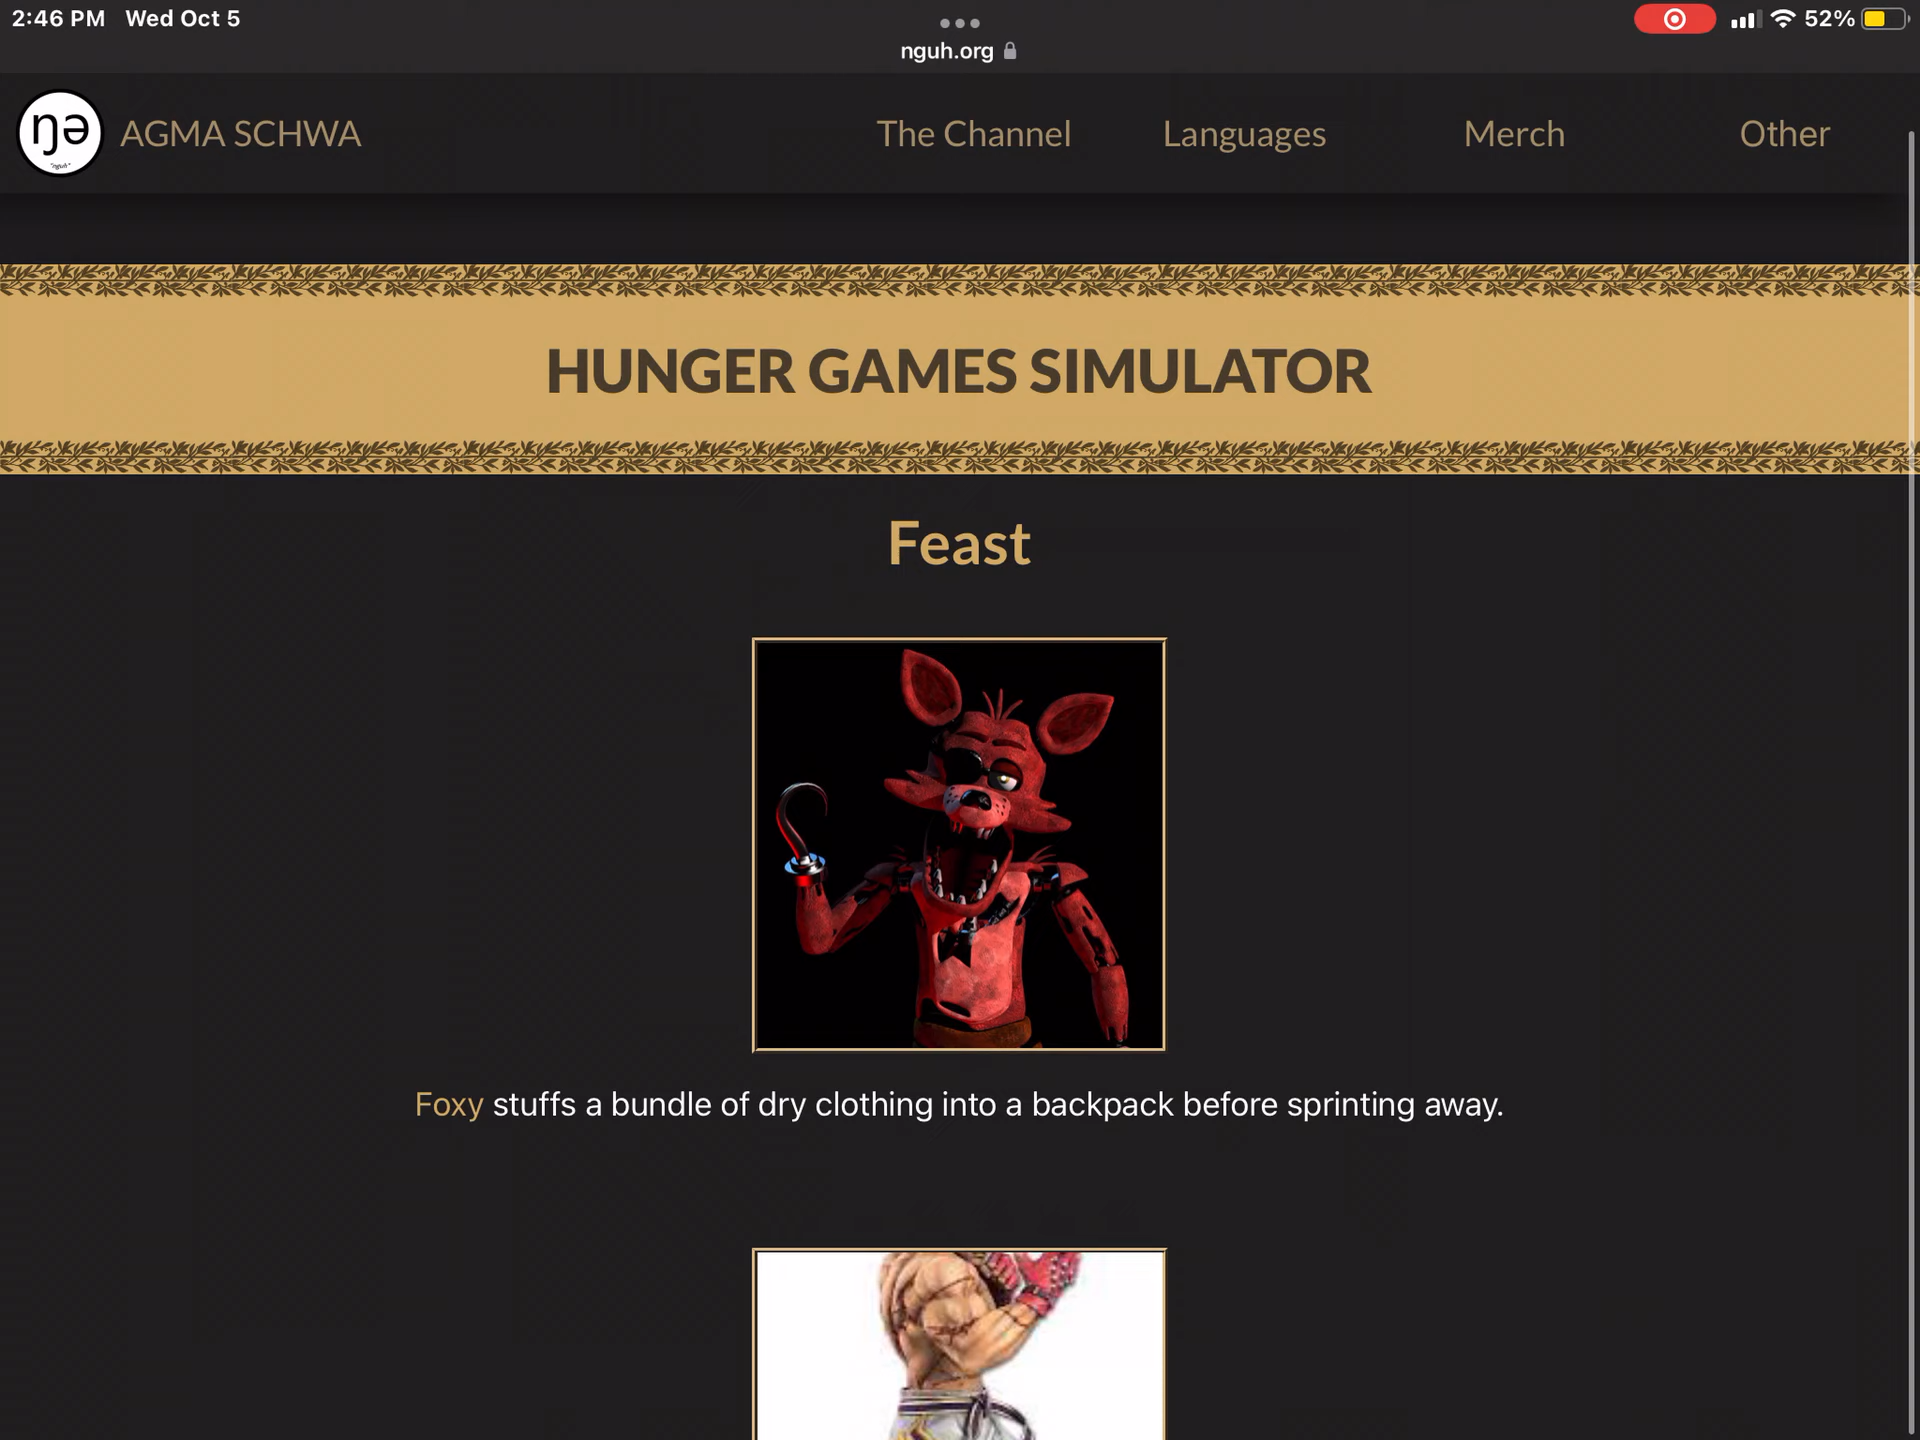 2:46 PM Wed Oct 5
52%
nguh.org
ŋə
"nguh"
AGMA SCHWA
The Channel
Languages
Merch
Other
HUNGER GAMES SIMULATOR
Feast
Foxy stuffs a bundle of dry clothing into a backpack before sprinting away.